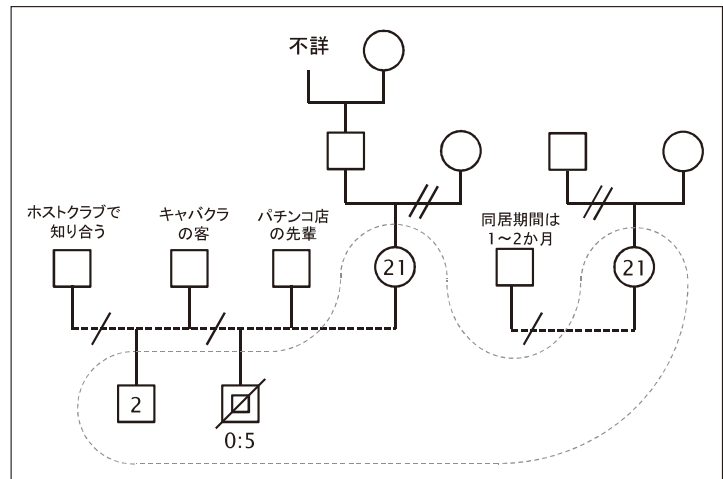 不詳
ホストクラブで
知り合う
キャバクラ
の客
パチンコ店
の先輩
同居期間は
1～2か月
21
21
2
0:5